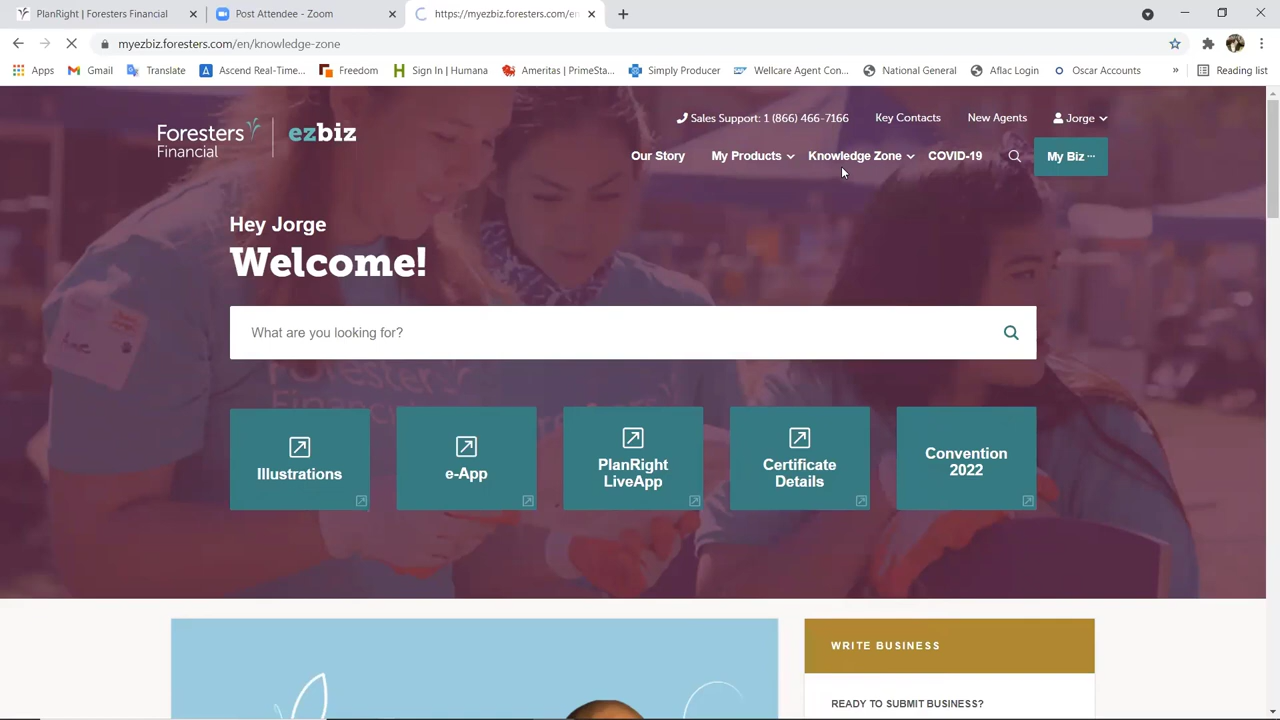 PlanRight | Foresters Financial
Post Attendee - Zoom
https://myezbiz.foresters.com/en
myezbiz.foresters.com/en/knowledge-zone
Apps
Gmail
Translate
Ascend Real-Time...
Freedom
Sign In | Humana
Ameritas | PrimeSta...
Simply Producer
Wellcare Agent Con...
National General
Aflac Login
Oscar Accounts
»
Reading list
Sales Support: 1 (866) 466-7166
Key Contacts
New Agents
Jorge
Foresters
Financial
ezbiz
Our Story
My Products
Knowledge Zone
COVID-19
My Biz ···
Hey Jorge
Welcome!
What are you looking for?
Illustrations
e-App
PlanRight
LiveApp
Certificate
Details
Convention
2022
WRITE BUSINESS
READY TO SUBMIT BUSINESS?